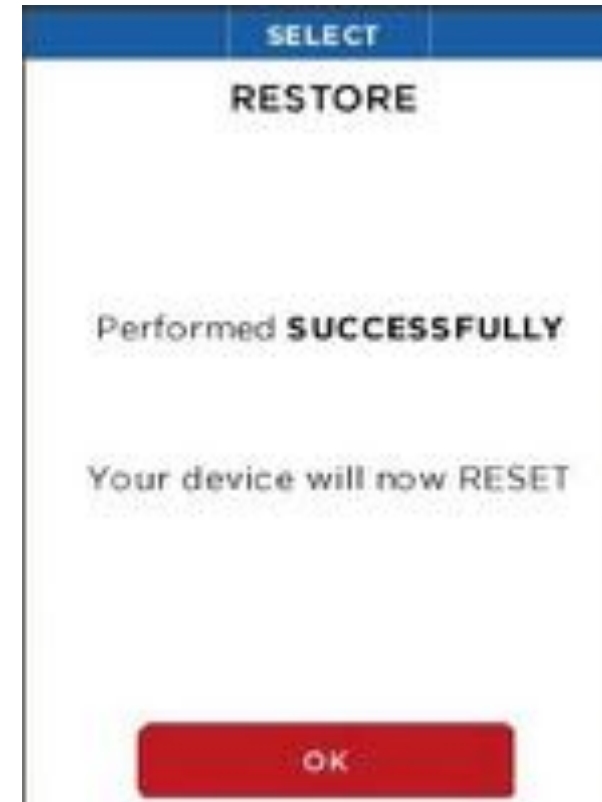 SELECT
RESTORE
Performed SUCCESSFULLY
Your device will now RESET
OK